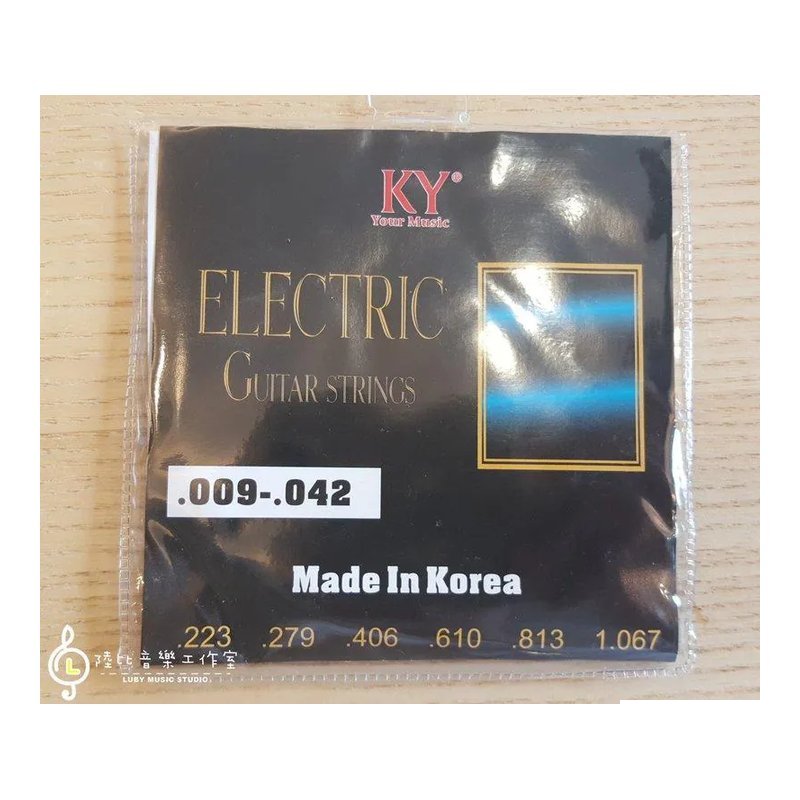 KY®
Your Music
ELECTRIC
GUITAR STRINGS
.009-.042
Made In Korea
.223 .279 .406 .610 .813 1.067
L 陸比音樂工作室
LUBY MUSIC STUDIO